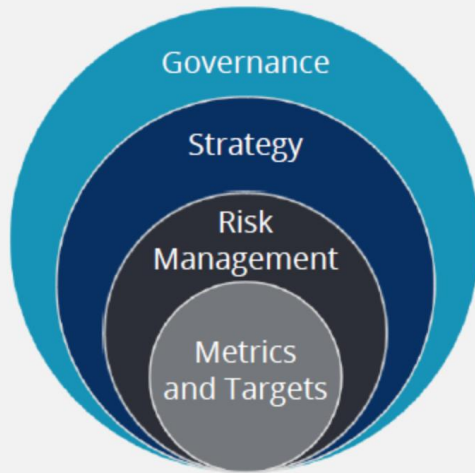 Governance
Strategy
Risk
Management
Metrics
and Targets